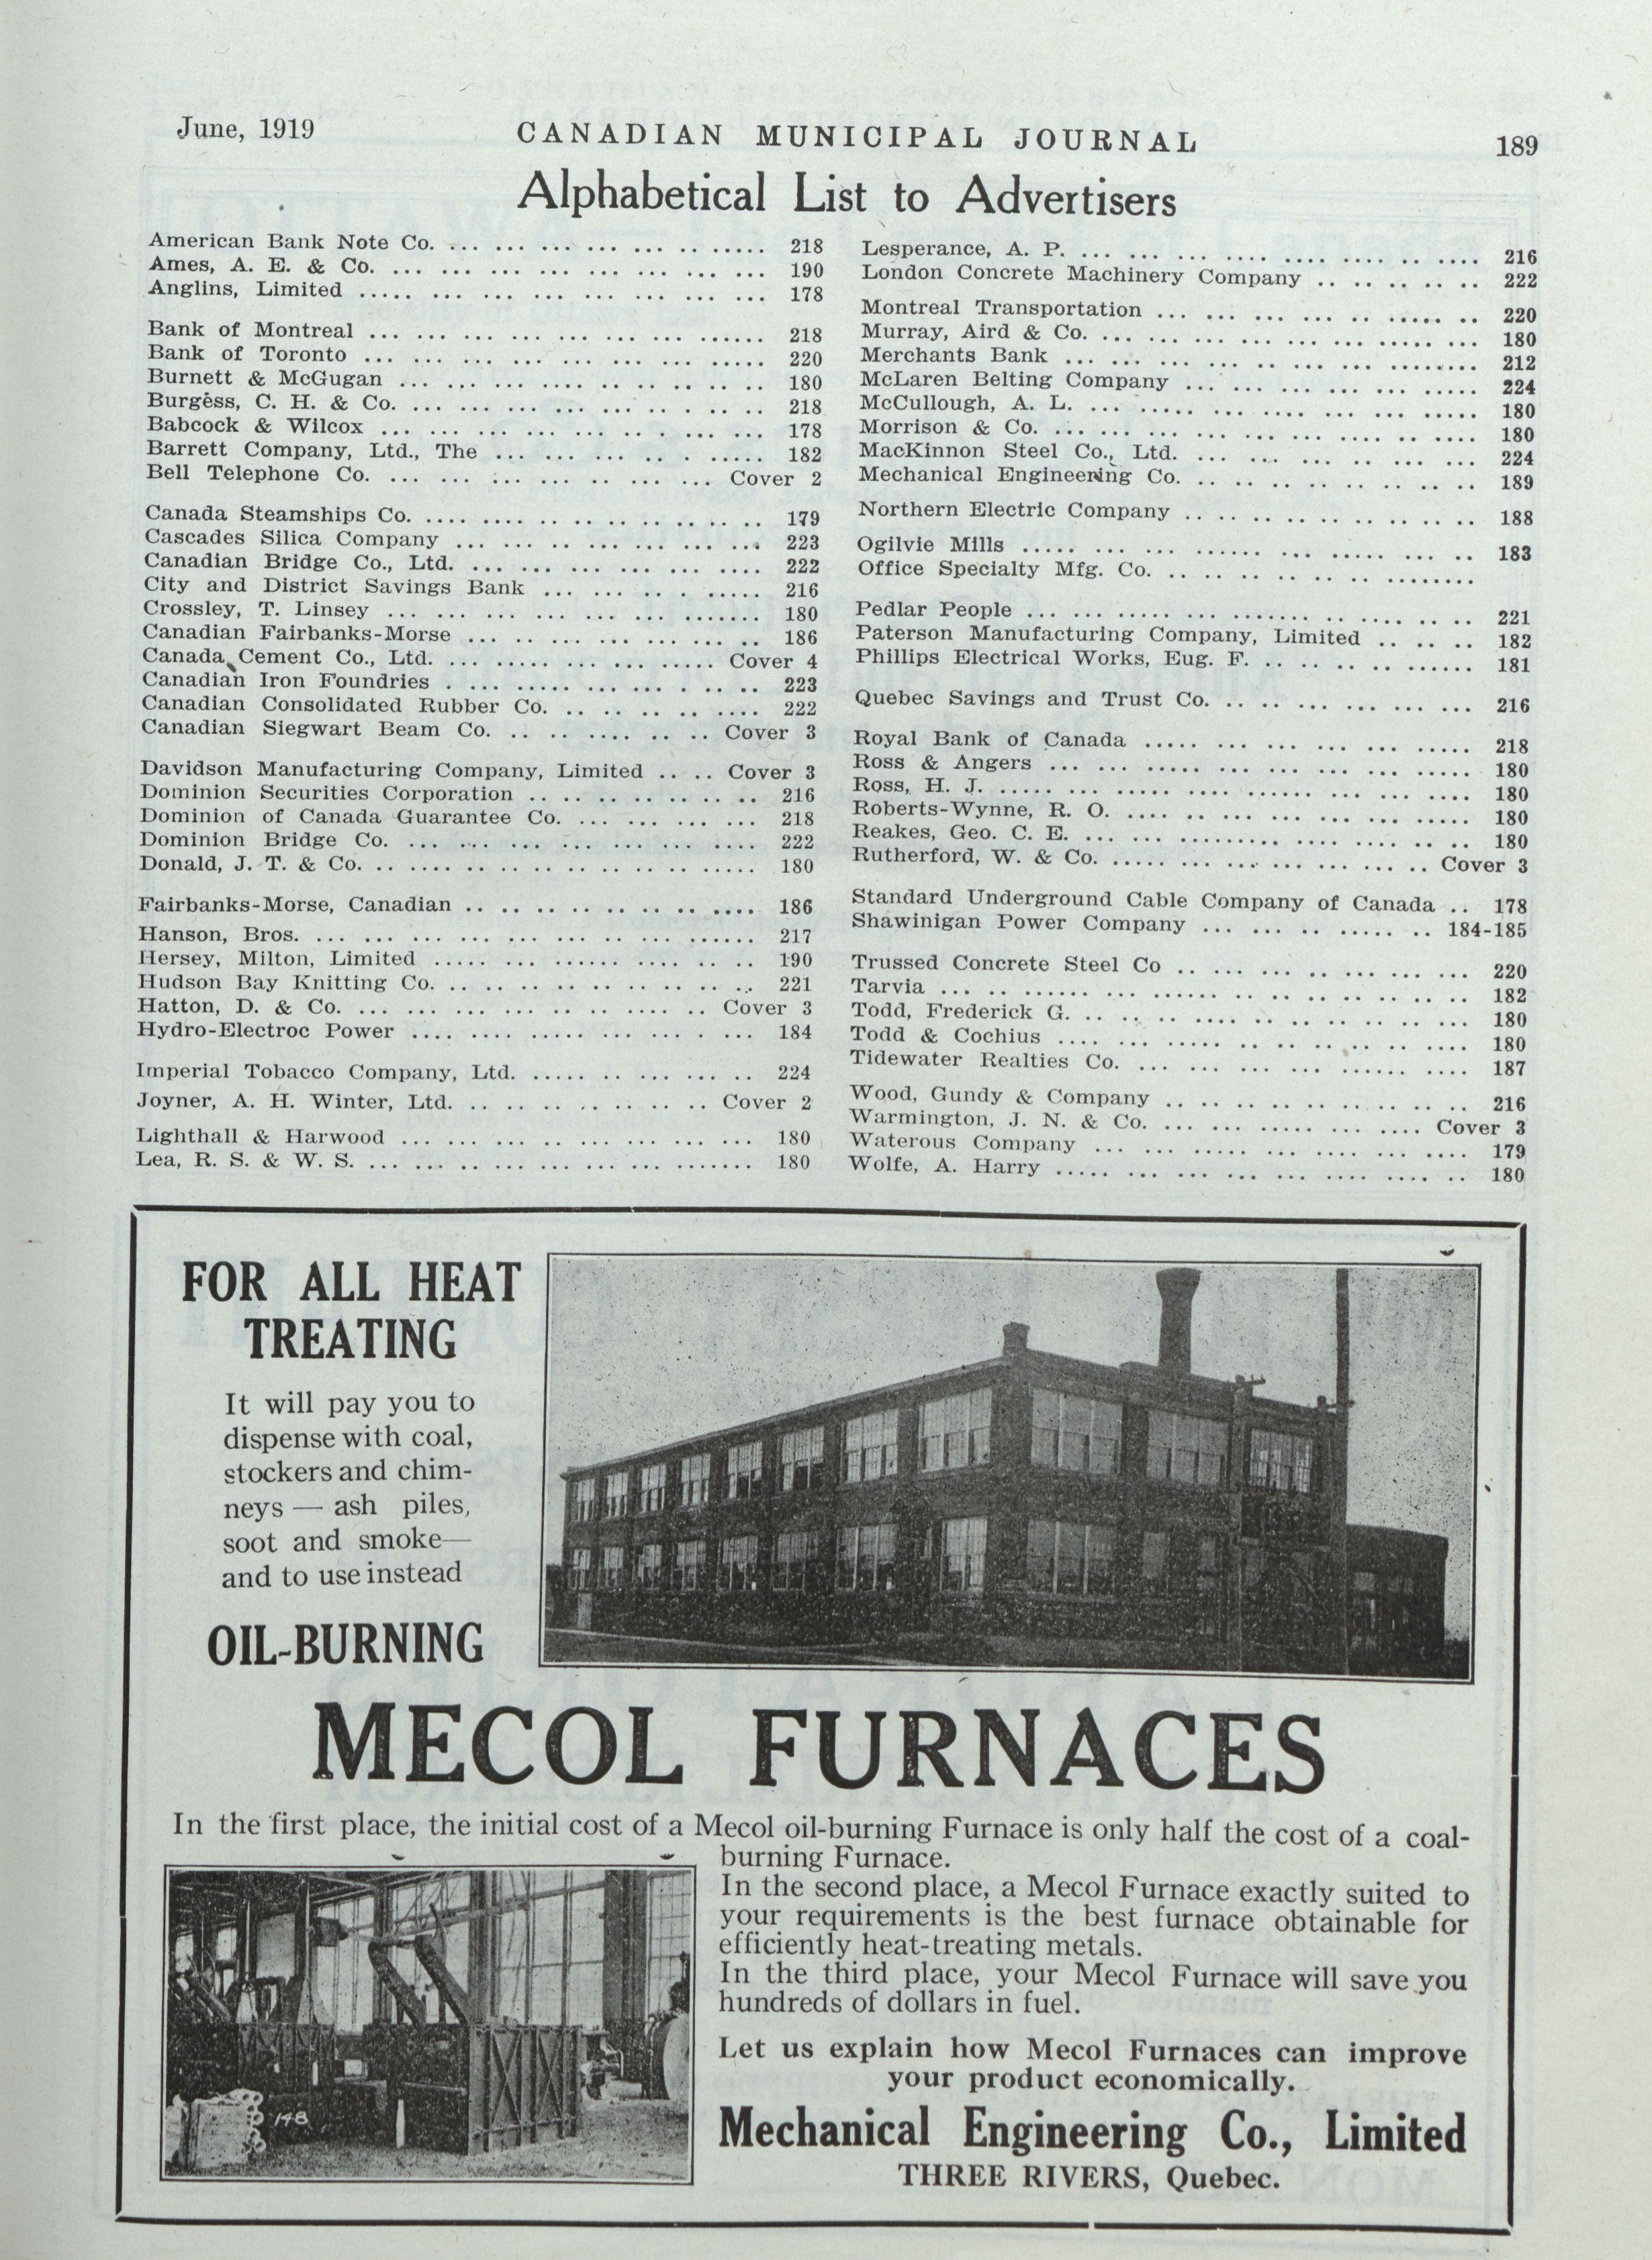 June, 1919
CANADIAN MUNICIPAL JOURNAL
189
Alphabetical List to Advertisers
American Bank Note Co. ... ... ... ... ... .. ..... 218
Ames, A. E. & Co. ... ... ... ... ... ... ... ... 190
Anglins, Limited ..... ... ... ... ... ... ... ... 178
Bank of Montreal ... ... ... ... ... ... ... ...... 218
Bank of Toronto ... ... ... ... ... ... ... ..... 220
Burnett & McGugan ... ... ... .... .. .. .. .. .. 180
Burgess, C. H. & Co. ... ... ... ... ... .. . .. .. 218
Babcock & Wilcox ... ... ... ... ... .. . ... ... 178
Barrett Company, Ltd., The ... ... ... .. . ..... 182
Bell Telephone Co. ... ... ... ... .. ... ... Cover 2
Canada Steamships Co. .... .... .. .. .. .. .. .. .. 179
Cascades Silica Company ... ... .. ... ... ... ... 223
Canadian Bridge Co., Ltd. ... ... ... ... ... .... 222
City and District Savings Bank ... ... .. . ..... 216
Crossley, T. Linsey ... ... ... ... ... ... ....... 180
Canadian Fairbanks-Morse ... .. ... ... ... ... .. 186
Canada Cement Co., Ltd. ... ..... ... ... ..... Cover 4
Canadian Iron Foundries . ... ..... ... ... . .. .. 223
Canadian Consolidated Rubber Co. .. .. .. .. .... 222
Canadian Siegwart Beam Co. .. .. .... .. .. Cover 3
Davidson Manufacturing Company, Limited .. .. Cover 3
Dominion Securities Corporation .. .. .. .. .. .. .. 216
Dominion of Canada Guarantee Co. ... ... ... ... 218
Dominion Bridge Co. ... ... ... ... ... ... .... 222
Donald, J. T. & Co. .. .... .. .. .. .. .. .. ..... 180
Fairbanks-Morse, Canadian .. .. .. .. .. .. .. .... 186
Hanson, Bros. ... ... ... ... ... ... .. ... ...... 217
Hersey, Milton, Limited ..... ... ... ...... .. .. .. 190
Hudson Bay Knitting Co. .. .. .. .. .. .. .. .. .. 221
Hatton, D. & Co. ... ... ... ... .. ... .. .. Cover 3
Hydro-Electroc Power .... .... ..... ... ... . ... 184
Imperial Tobacco Company, Ltd. ..... .. ... ... .. 224
Joyner, A. H. Winter, Ltd. .. .. .. .. .. .. .. .. Cover 2
Lighthall & Harwood ... ... ... .. ... ... ... ... 180
Lea, R. S. & W. S. ... ... .. .. ... ... ... ....... 180
Lesperance, A. P. ... ... ... ... .... .... .... .. .... 216
London Concrete Machinery Company .. .. .. .. .. 222
Montreal Transportation ... ... ... ... .. ..... .. 220
Murray, Aird & Co. ... ... ... ... ... ... ..... ... 180
Merchants Bank ... ... ... ... .. ... ... ......... 212
McLaren Belting Company ... ... ... ... ... ..... 224
McCullough, A. L. ... ..... ... ... .... ... ... ..... 180
Morrison & Co. ... ... ... ... ... ... .... .. .... 180
MacKinnon Steel Co., Ltd. ... ... ... .. ... ... 224
Mechanical Engineering Co. .. .. .. .. .. .. .. .. 189
Northern Electric Company .. .. .. .. .. .. .. .. .. 188
Ogilvie Mills ..... ... ... ...... ... ..... ... .. 183
Office Specialty Mfg. Co. .. .. .. .. .. .. ........
Pedlar People ... ... ..... ... ........ .. .... .. .. 221
Paterson Manufacturing Company, Limited .. .. .. 182
Phillips Electrical Works, Eug. F. .. .. .. .. ...... 181
Quebec Savings and Trust Co. .. .. ... ... ... ... 216
Royal Bank of Canada ..... ... ... ... ... ..... 218
Ross & Angers ... ... ..... ... ... ... ... ..... 180
Ross, H. J. ..... ... ... .... ...... .... ... .... 180
Roberts-Wynne, R. O. .... .. ... ... ... ... ..... 180
Reakes, Geo. C. E. ... ... .......... .... .... .. .. 180
Rutherford, W. & Co. ..... ... ... ... ... ... .. Cover 3
Standard Underground Cable Company of Canada .. 178
Shawinigan Power Company ... ... .. ..... .. 184-185
Trussed Concrete Steel Co .. .. ... .. ... ... ... 220
Tarvia ... .. ...... ... ...... .. .. .. .. .. .. 182
Todd, Frederick G. .. .. .. .... .. .. .. .. .. ... 180
Todd & Cochius .... ... ..... .. .. .. .. .. .... 180
Tidewater Realties Co. ... ... ... ... ...... .... 187
Wood, Gundy & Company .. .. .. .. .. .. .. .. .. 216
Warmington, J. N. & Co. ... ... ..... ... .... Cover 3
Waterous Company ... ... ..... .... .... ... .... 179
Wolfe, A. Harry ..... ... ... ... ... .... .... .. 180
FOR ALL HEAT
TREATING
It will pay you to
dispense with coal,
stockers and chim-
neys — ash piles,
soot and smoke—
and to use instead
OIL-BURNING
MECOL FURNACES
In the first place, the initial cost of a Mecol oil-burning Furnace is only half the cost of a coal-
burning Furnace.
In the second place, a Mecol Furnace exactly suited to
your requirements is the best furnace obtainable for
efficiently heat-treating metals.
In the third place, your Mecol Furnace will save you
hundreds of dollars in fuel.
Let us explain how Mecol Furnaces can improve
your product economically.
148
Mechanical Engineering Co., Limited
THREE RIVERS, Quebec.